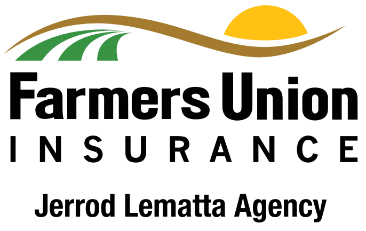 Farmers Union
INSURANCE
Jerrod Lematta Agency